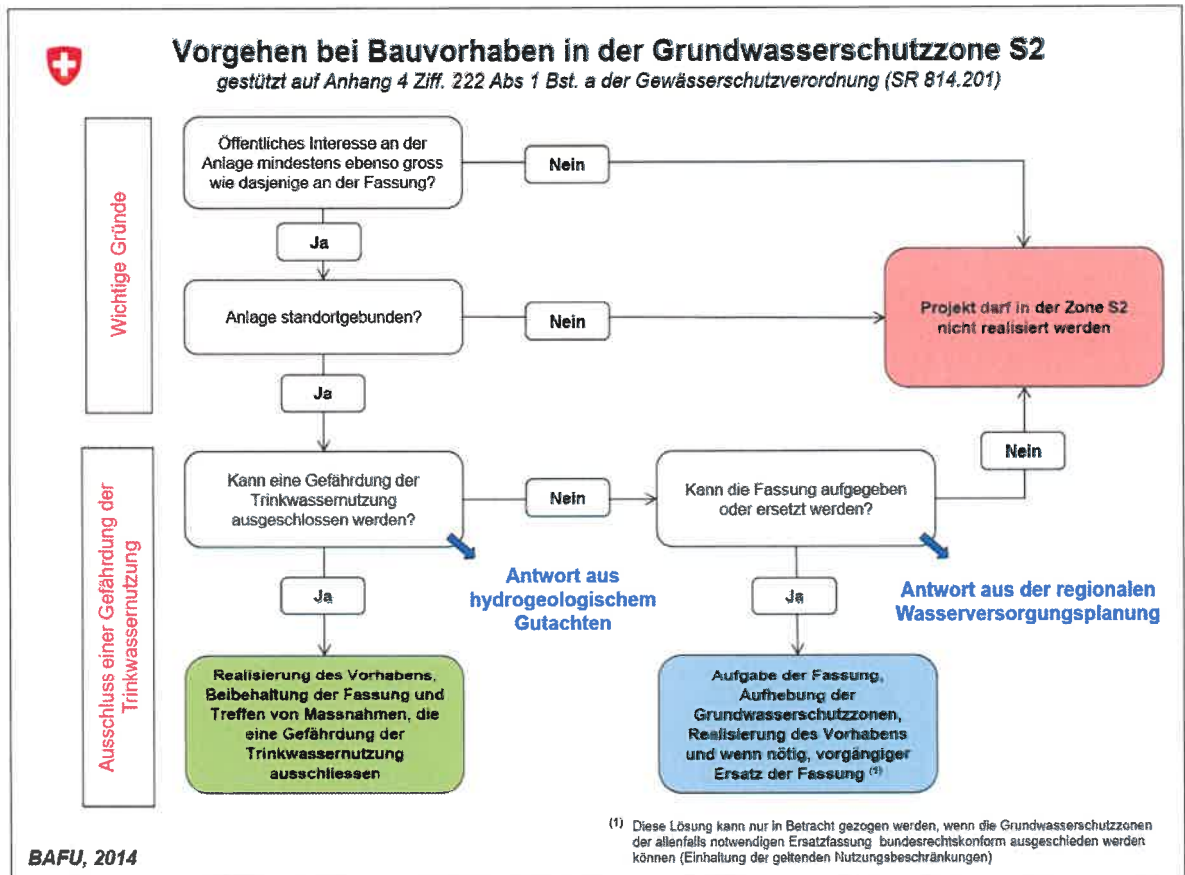 Vorgehen bei Bauvorhaben in der Grundwasserschutzzone S2
gestützt auf Anhang 4 Ziff. 222 Abs 1 Bst. a der Gewässerschutzverordnung (SR 814.201)
Wichtige Gründe
Öffentliches Interesse an der
Anlage mindestens ebenso gross
wie dasjenige an der Fassung?
Nein
Ja
Anlage standortgebunden?
Nein
Projekt darf in der Zone S2
nicht realisiert werden
Ja
Ausschluss einer Gefährdung der
Trinkwassernutzung
Kann eine Gefährdung der
Trinkwassernutzung
ausgeschlossen werden?
Nein
Kann die Fassung aufgegeben
oder ersetzt werden?
Nein
Antwort aus
hydrogeologischem
Gutachten
Antwort aus der regionalen
Wasserversorgungsplanung
Ja
Ja
Realisierung des Vorhabens,
Beibehaltung der Fassung und
Treffen von Massnahmen, die
eine Gefährdung der
Trinkwassernutzung
ausschliessen
Aufgabe der Fassung,
Aufhebung der
Grundwasserschutzzonen,
Realisierung des Vorhabens
und wenn nötig, vorgängiger
Ersatz der Fassung (1)
(1) Diese Lösung kann nur in Betracht gezogen werden, wenn die Grundwasserschutzzonen
der allenfalls notwendigen Ersatzfassung bundesrechtskonform ausgeschieden werden
können (Einhaltung der geltenden Nutzungsbeschränkungen)
BAFU, 2014